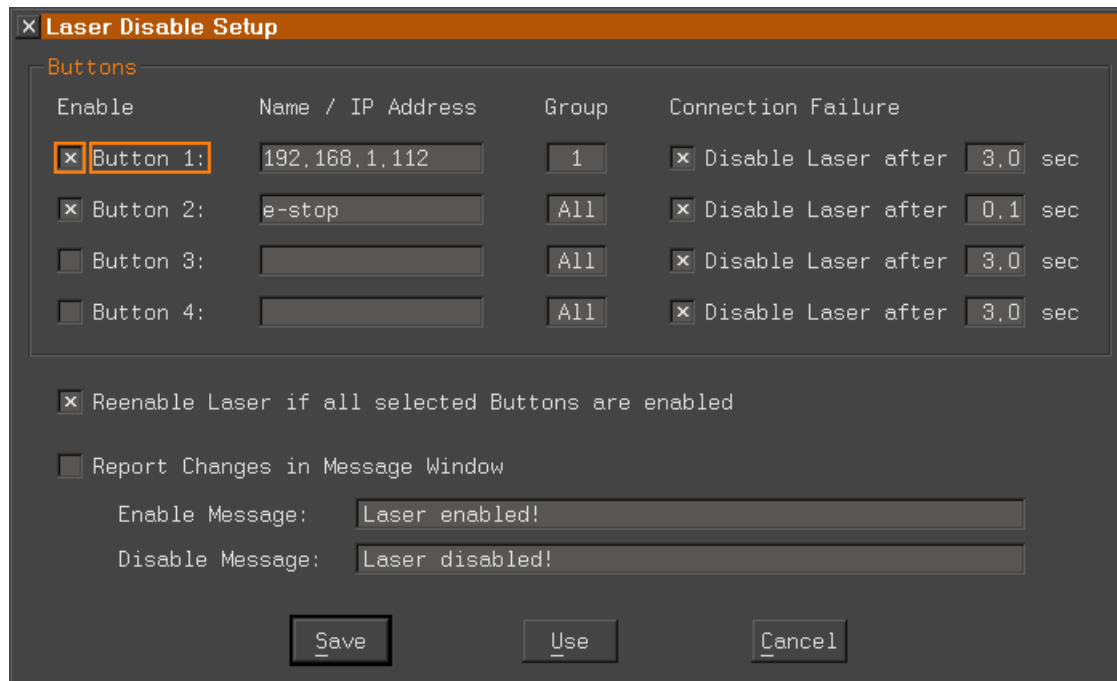 Laser Disable Setup
Buttons
Enable Name / IP Address Group Connection Failure
Button 1: 192.168.1.112 1 Disable Laser after 3.0 sec
Button 2: e-stop All Disable Laser after 0.1 sec
Button 3: All Disable Laser after 3.0 sec
Button 4: All Disable Laser after 3.0 sec
Reenable Laser if all selected Buttons are enabled
Report Changes in Message Window
Enable Message: Laser enabled!
Disable Message: Laser disabled!
Save Use Cancel